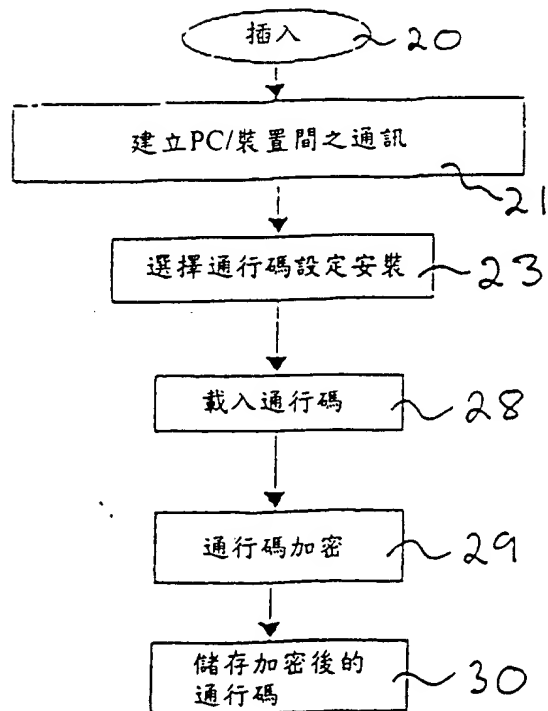 插入 20
建立PC/裝置間之通訊
21
選擇通行碼設定安裝 23
載入通行碼 28
通行碼加密 29
儲存加密後的
通行碼 30